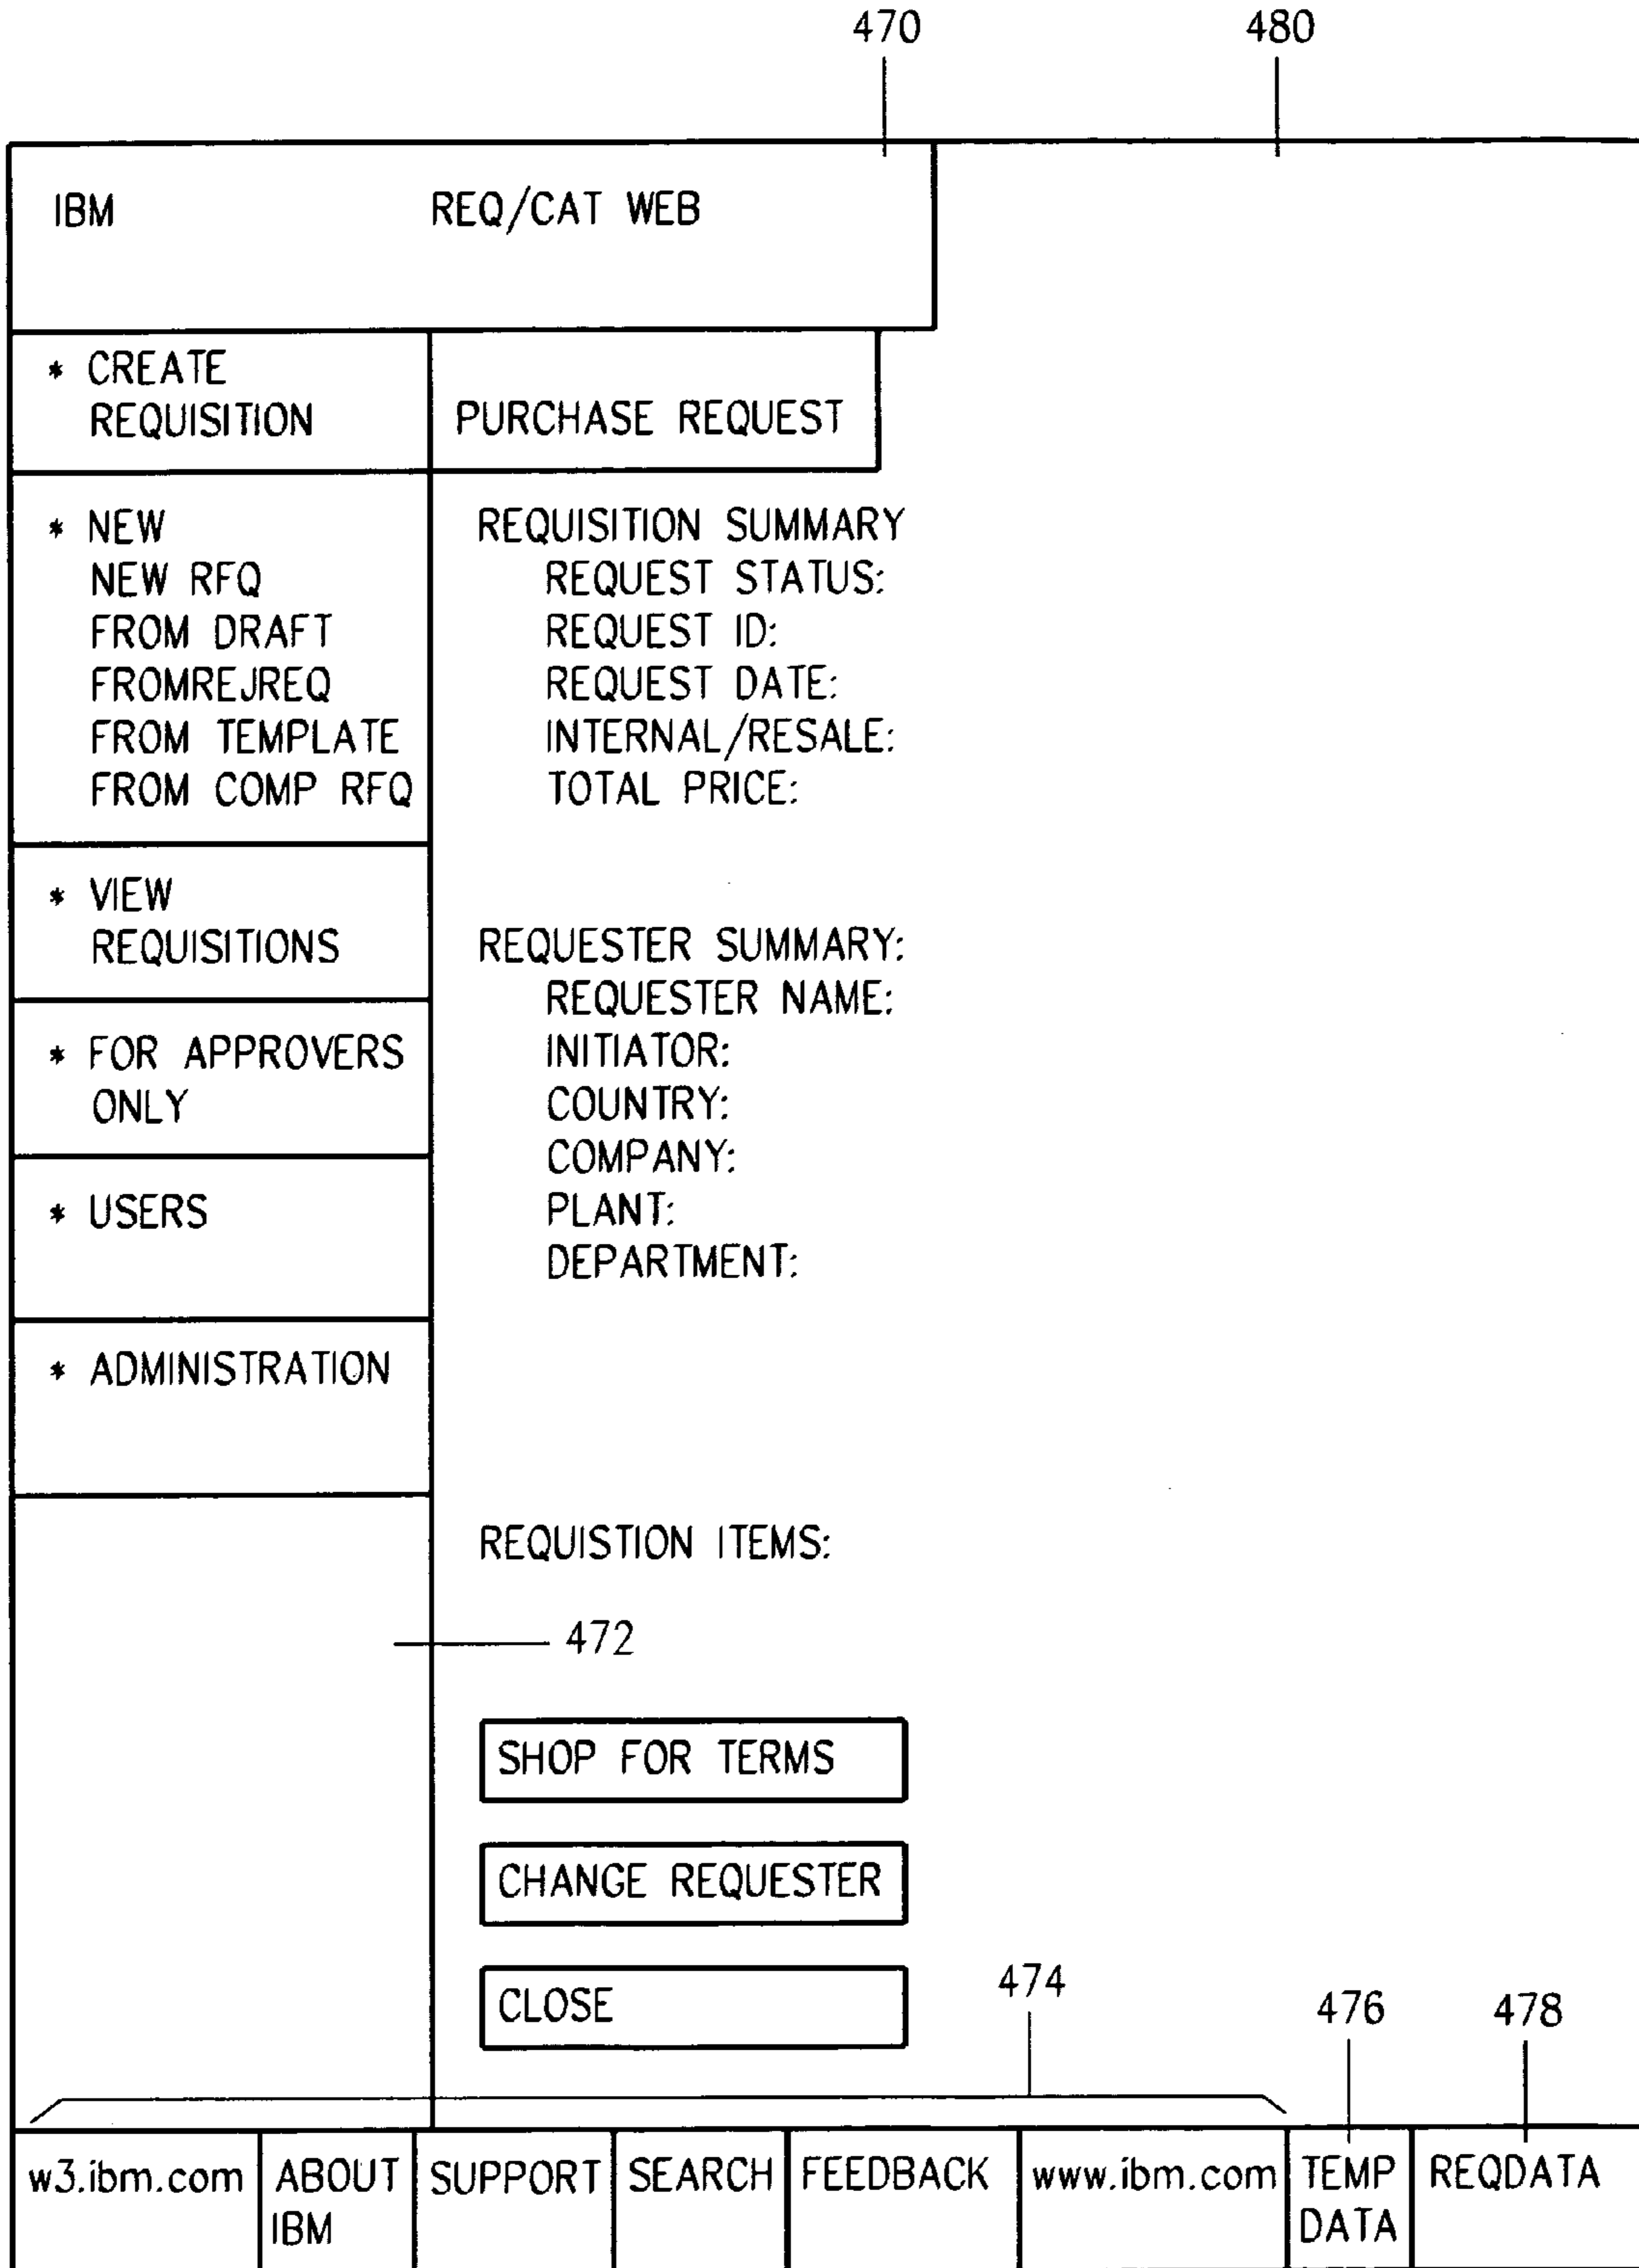 470 480
IBM REQ/CAT WEB
* CREATE
REQUISITION
PURCHASE REQUEST
* NEW
NEW RFQ
FROM DRAFT
FROMREJREQ
FROM TEMPLATE
FROM COMP RFQ
* VIEW
REQUISITIONS
* FOR APPROVERS
ONLY
* USERS
* ADMINISTRATION
REQUISITION SUMMARY
REQUEST STATUS:
REQUEST ID:
REQUEST DATE:
INTERNAL/RESALE:
TOTAL PRICE:
REQUESTER SUMMARY:
REQUESTER NAME:
INITIATOR:
COUNTRY:
COMPANY:
PLANT:
DEPARTMENT:
REQUISTION ITEMS:
472
SHOP FOR TERMS
CHANGE REQUESTER
CLOSE
474
476 478
w3.ibm.com
ABOUT
IBM
SUPPORT
SEARCH
FEEDBACK
www.ibm.com
TEMP
DATA
REQDATA